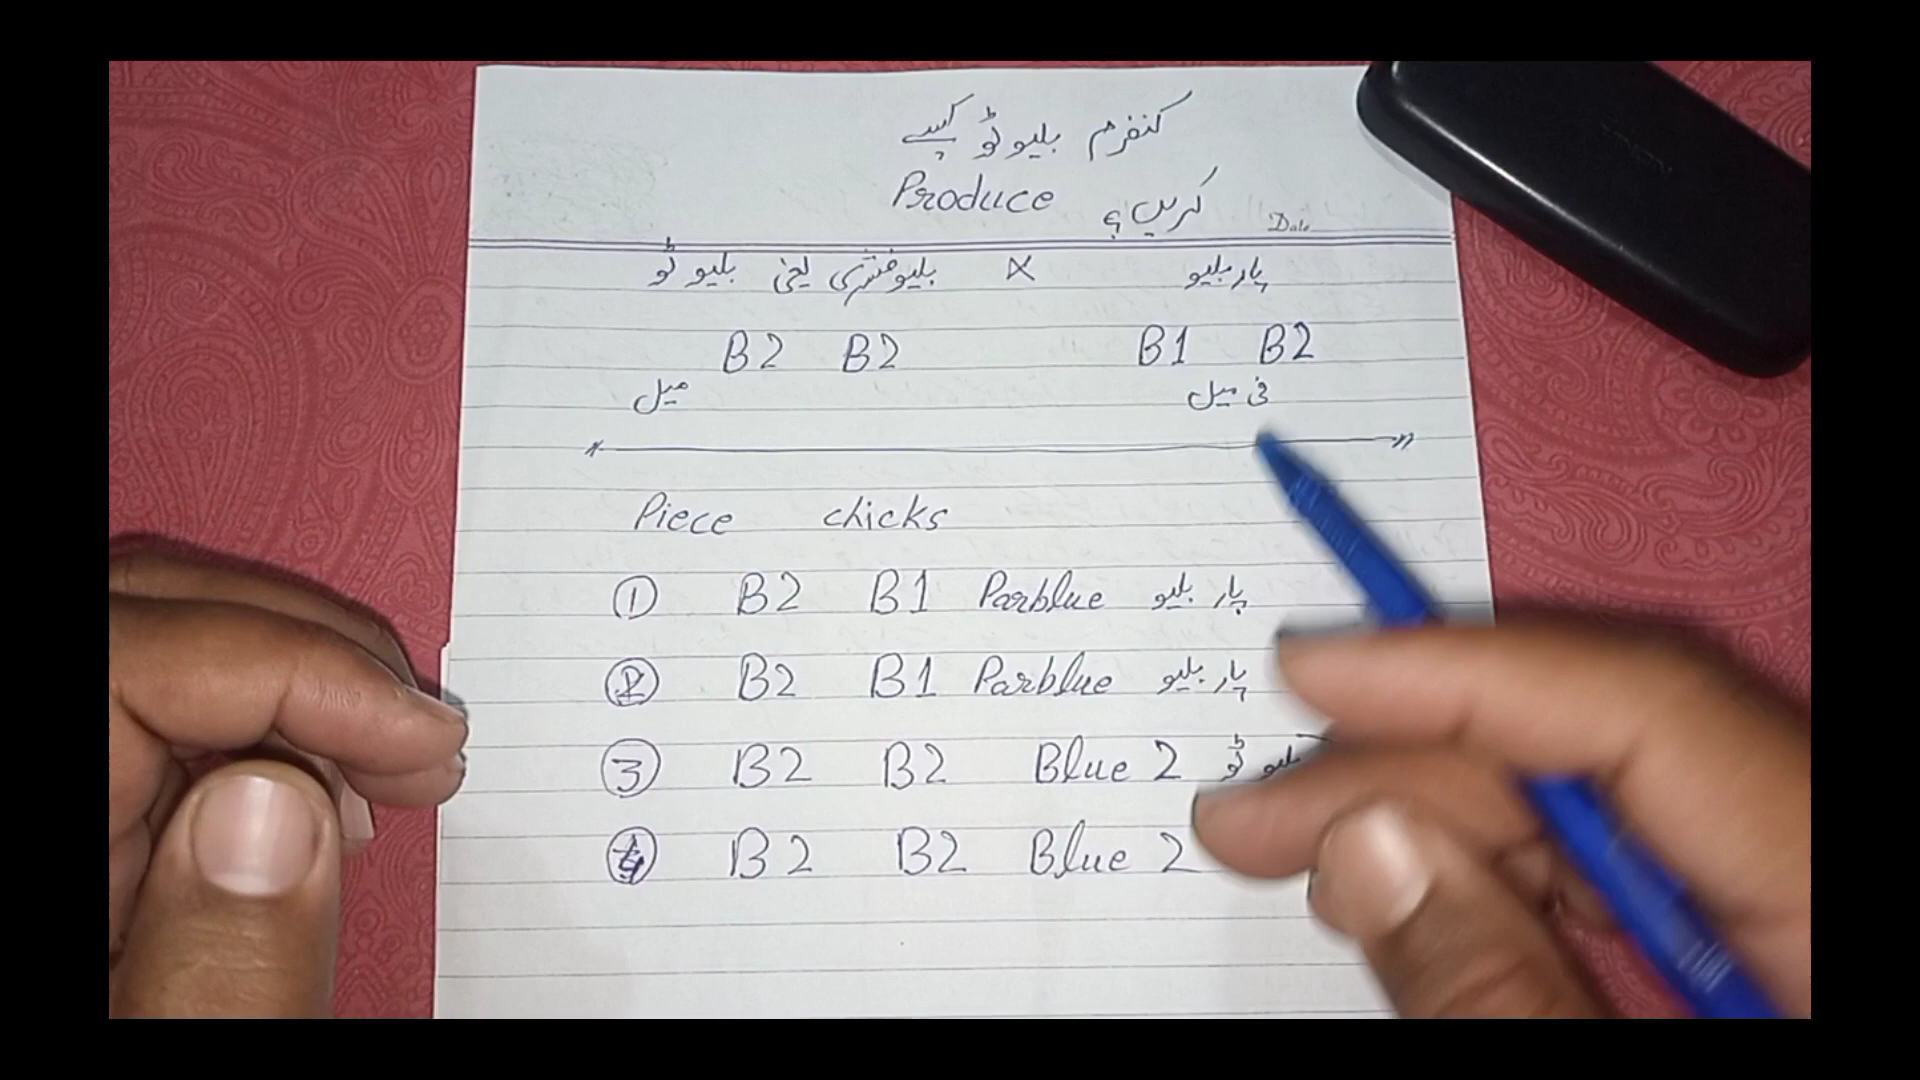 کنفرم بلیو ٹو کیسے
Produce کریں؟
Date
پار بلیو × بلیو فشری یعنی بلیو ٹو
B2 B2 B1 B2
میل فی میل
Piece chicks
① B2 B1 Parblue پار بلیو
② B2 B1 Parblue پار بلیو
③ B2 B2 Blue 2 بلیو ٹو
④ B2 B2 Blue 2